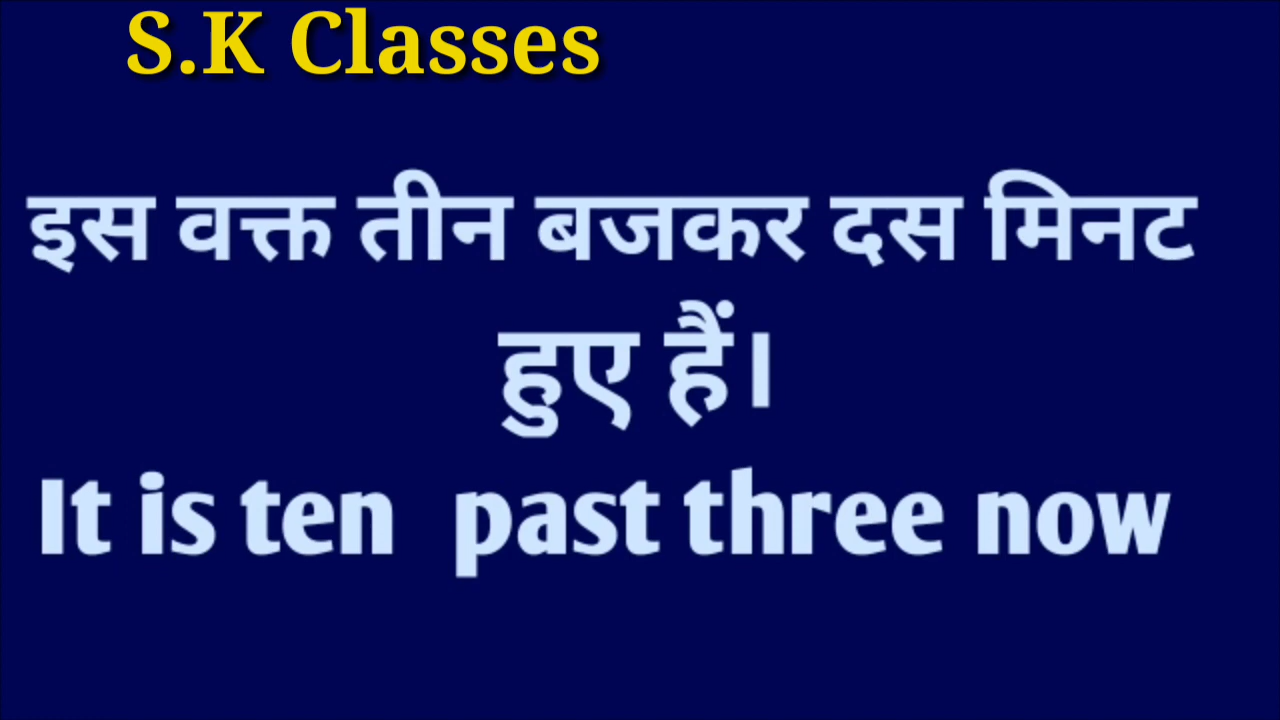 S.K Classes
इस वक्त तीन बजकर दस मिनट
हुए हैं।
It is ten past three now